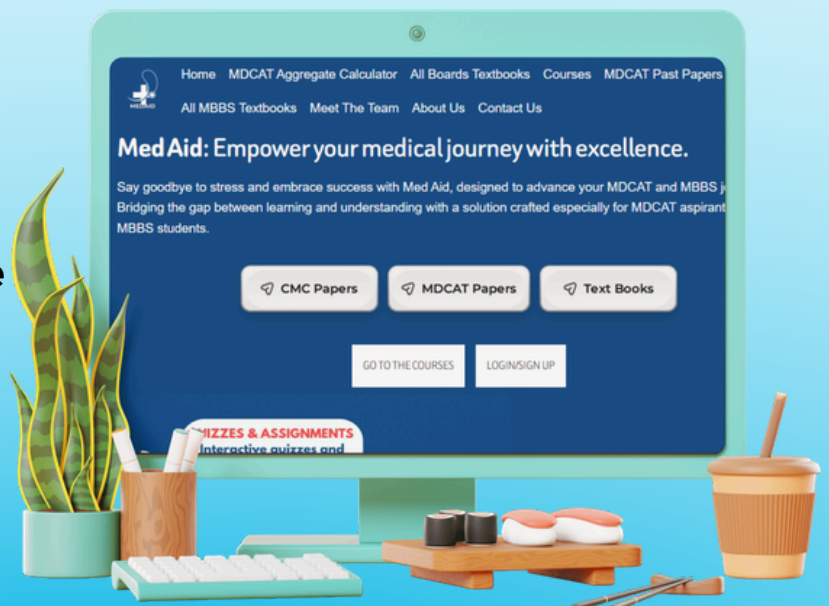 Home MDCAT Aggregate Calculator All Boards Textbooks Courses MDCAT Past Papers
All MBBS Textbooks Meet The Team About Us Contact Us
MEDAID
Med Aid: Empower your medical journey with excellence.
Say goodbye to stress and embrace success with Med Aid, designed to advance your MDCAT and MBBS j
Bridging the gap between learning and understanding with a solution crafted especially for MDCAT aspirant
MBBS students.
e
CMC Papers MDCAT Papers Text Books
GO TO THE COURSES LOGIN/SIGN UP
UIZZES & ASSIGNMENTS
Interactive quizzes and